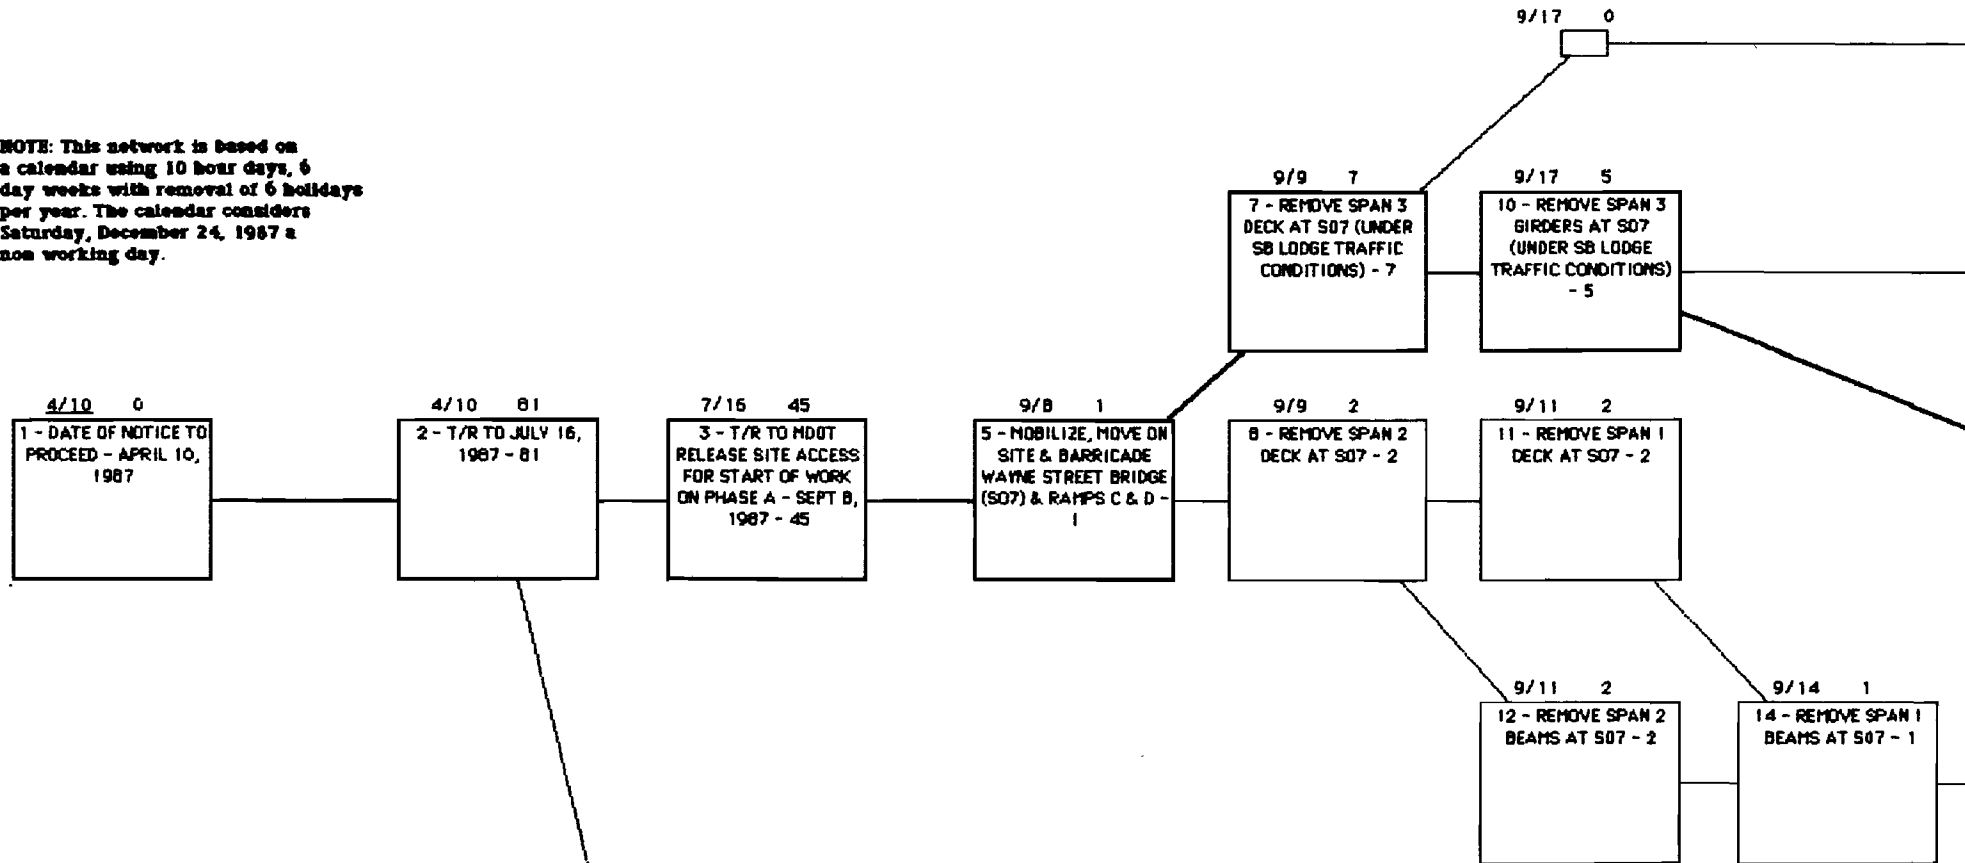 9/17 0
NOTE: This network is based on
a calendar using 10 hour days, 6
day weeks with removal of 6 holidays
per year. The calendar considers
Saturday, December 24, 1987 a
non working day.
9/9 7
7 - REMOVE SPAN 3
DECK AT S07 (UNDER
SB LODGE TRAFFIC
CONDITIONS) - 7
9/17 5
10 - REMOVE SPAN 3
GIRDERS AT S07
(UNDER SB LODGE
TRAFFIC CONDITIONS)
- 5
4/10 0
1 - DATE OF NOTICE TO
PROCEED - APRIL 10,
1987
4/10 81
2 - T/R TO JULY 16,
1987 - 81
7/16 45
3 - T/R TO MDOT
RELEASE SITE ACCESS
FOR START OF WORK
ON PHASE A - SEPT 8,
1987 - 45
9/8 1
5 - MOBILIZE, MOVE ON
SITE & BARRICADE
WAYNE STREET BRIDGE
(S07) & RAMPS C & D -
1
9/9 2
8 - REMOVE SPAN 2
DECK AT S07 - 2
9/11 2
11 - REMOVE SPAN 1
DECK AT S07 - 2
9/11 2
12 - REMOVE SPAN 2
BEAMS AT S07 - 2
9/14 1
14 - REMOVE SPAN 1
BEAMS AT S07 - 1